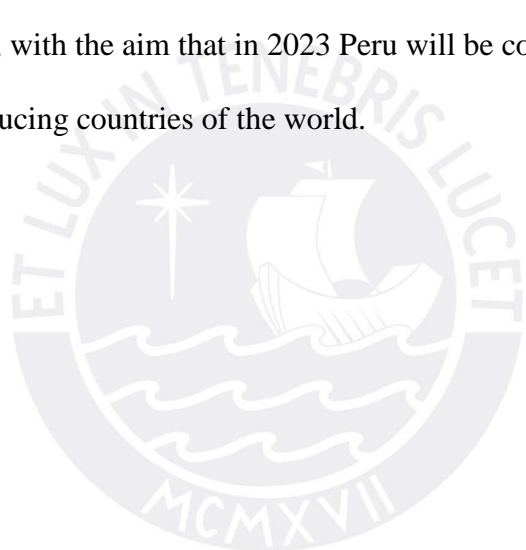 with the aim that in 2023 Peru will be
ucing countries of the world.
ET LUX IN TENEBRIS LUCET
MCMXVII